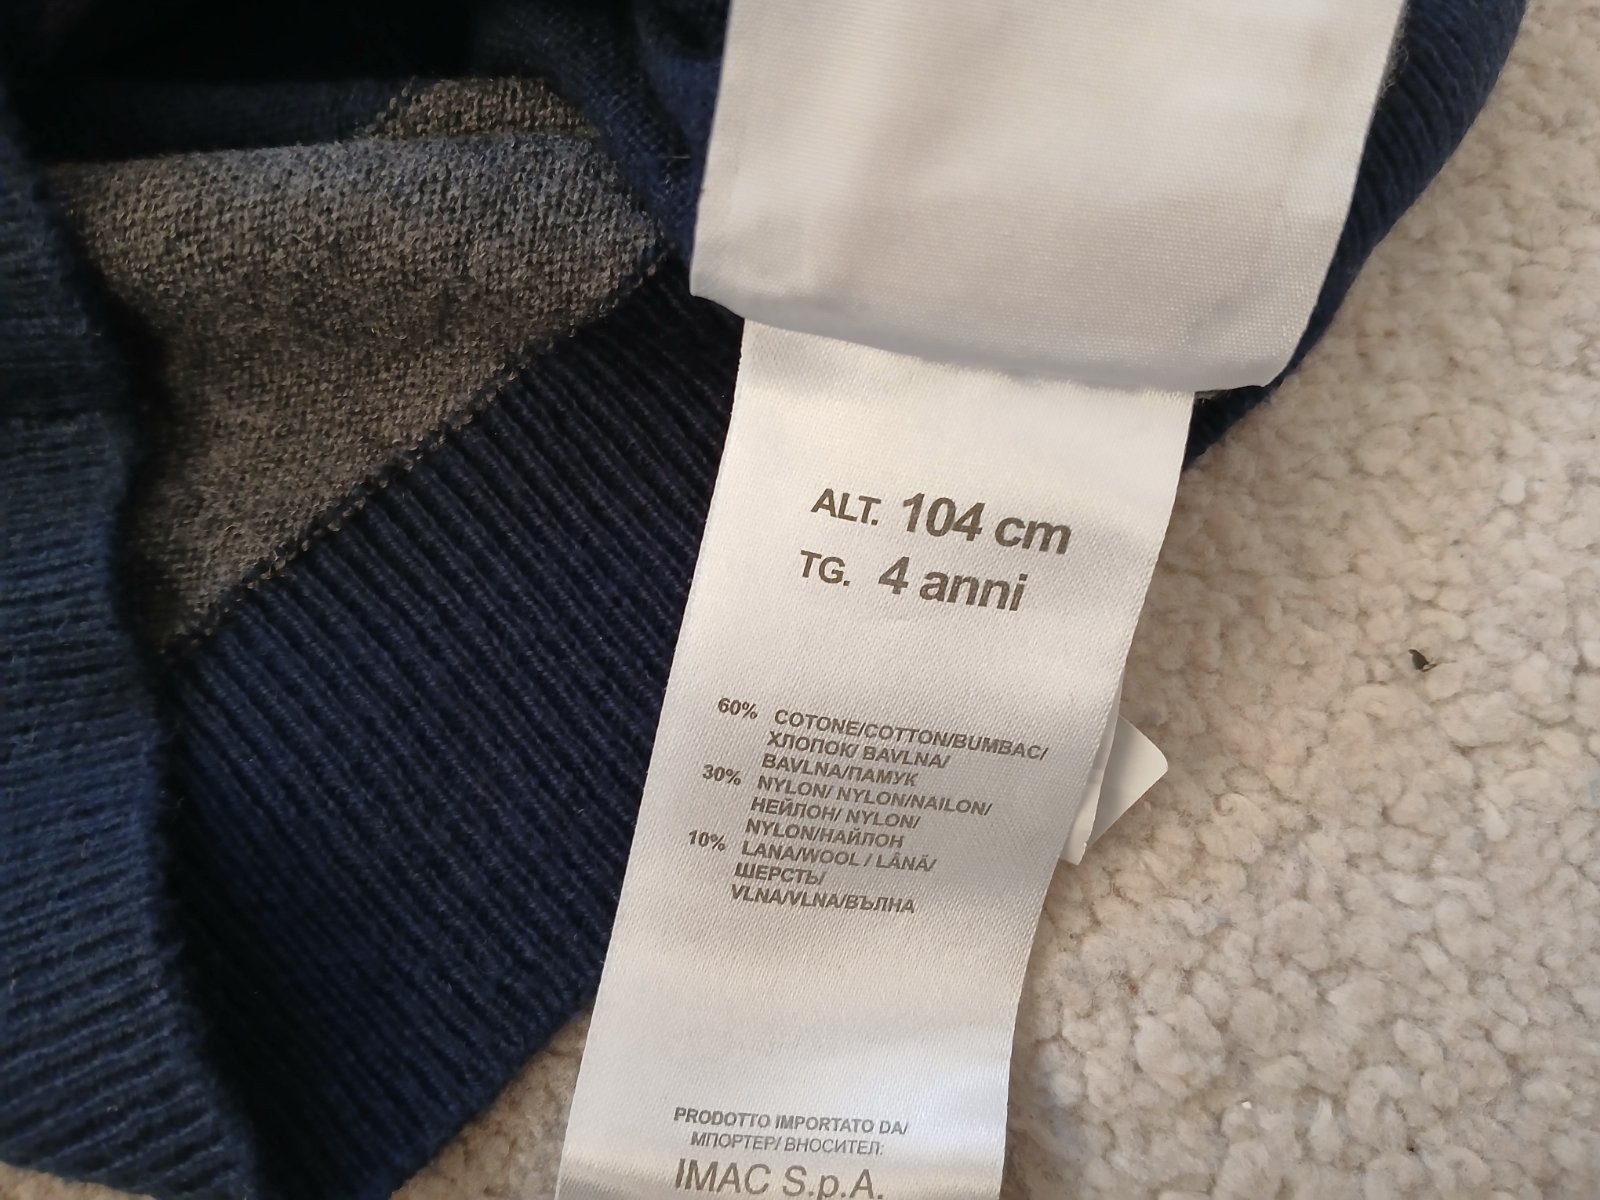 ALT. 104 cm
TG. 4 anni
60% COTONE/COTTON/BUMBAC/
ХЛОПОК/ BAVLNA/
BAVLNA/ПАМУК
30% NYLON/ NYLON/NAILON/
НЕЙЛОН/ NYLON/
NYLON/НАЙЛОН
10% LANA/WOOL / LÂNĂ/
ШЕРСТЬ/
VLNA/VLNA/ВЪЛНА
PRODOTTO IMPORTATO DA/
МПОРТЕР/ ВНОСИТЕЛ:
IMAC S.p.A.